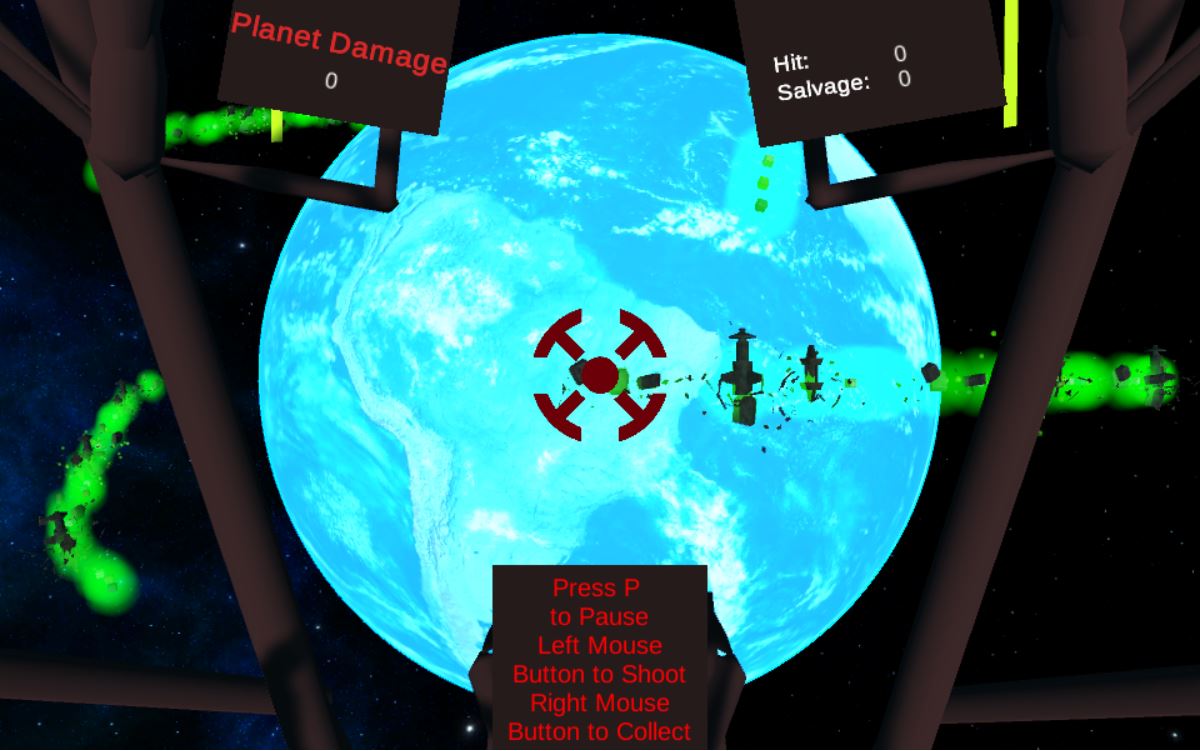 Planet Damage
0
Hit: 0
Salvage: 0
Press P
to Pause
Left Mouse
Button to Shoot
Right Mouse
Button to Collect